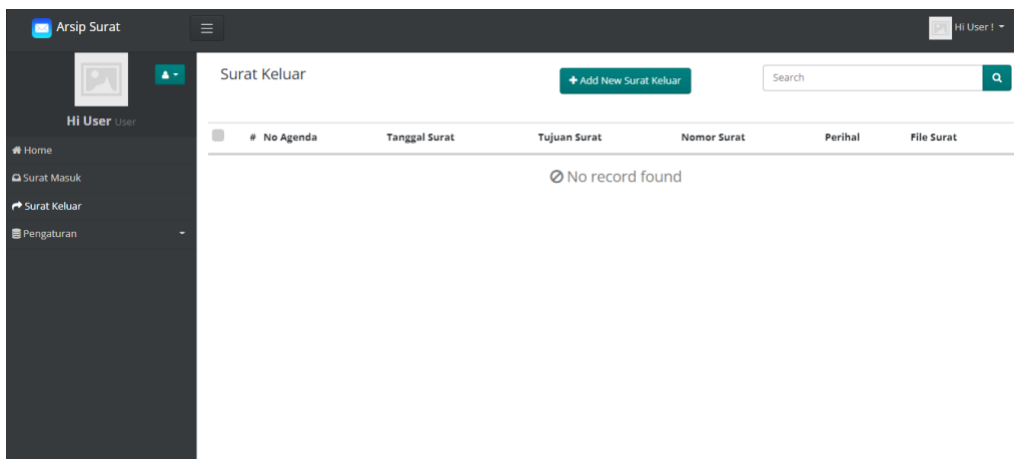 Arsip Surat
Hi User !
Hi User User
Home
Surat Masuk
Surat Keluar
Pengaturan
Surat Keluar
Add New Surat Keluar
Search
# No Agenda Tanggal Surat Tujuan Surat Nomor Surat Perihal File Surat
No record found